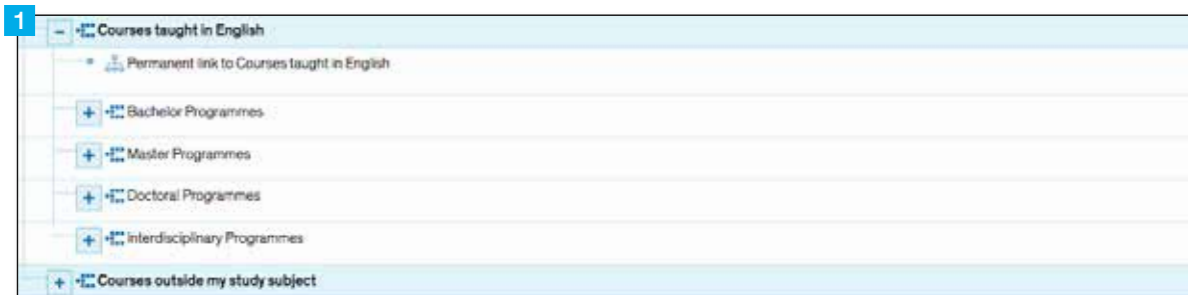 1
Courses taught in English
Permanent link to Courses taught in English
Bachelor Programmes
Master Programmes
Doctoral Programmes
Interdisciplinary Programmes
Courses outside my study subject